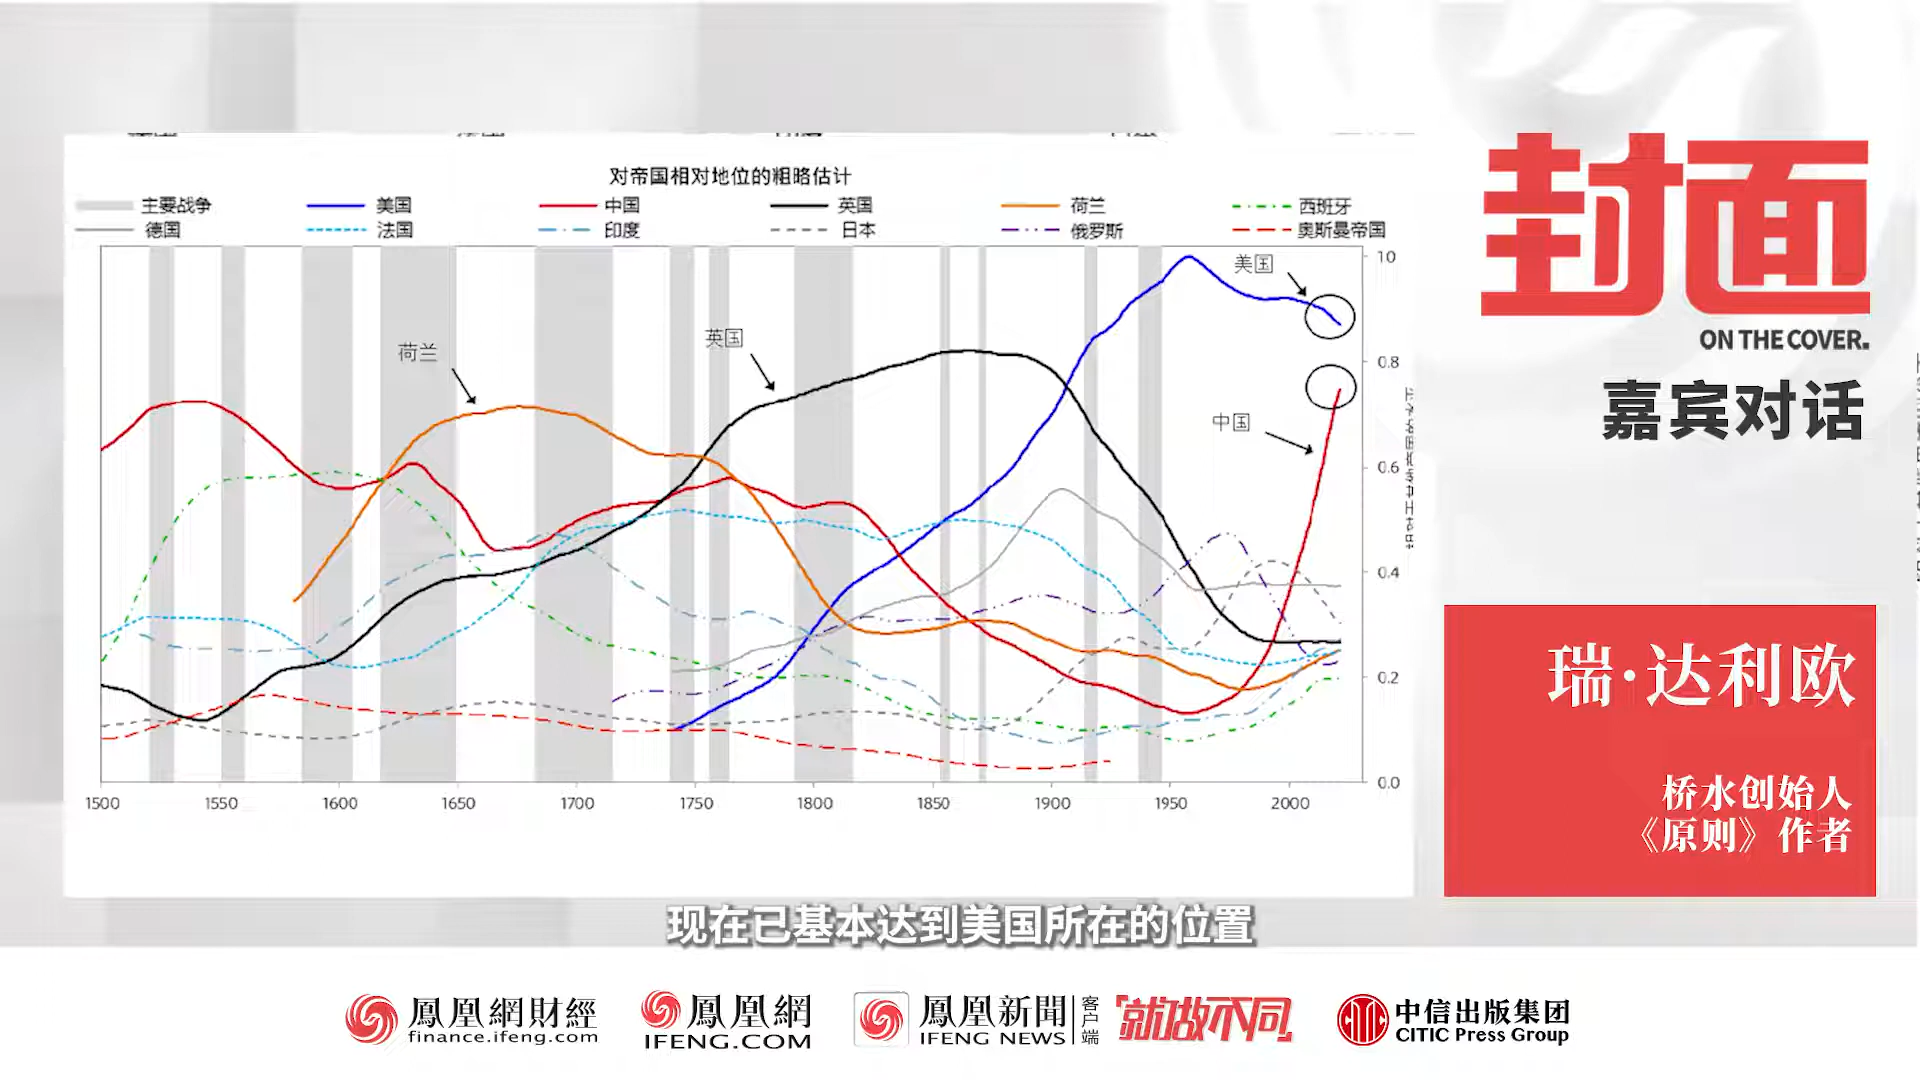 对帝国相对地位的粗略估计
主要战争 美国 中国 英国 荷兰 西班牙
德国 法国 印度 日本 俄罗斯 奥斯曼帝国
美国
英国
荷兰
中国
10
0.8
0.6
0.4
0.2
0.0
1500 1550 1600 1650 1700 1750 1800 1850 1900 1950 2000
封面
ON THE COVER.
嘉宾对话
瑞·达利欧
桥水创始人
《原则》作者
现在已基本达到美国所在的位置
鳳凰網財經
finance.ifeng.com
鳳凰網
IFENG.COM
鳳凰新聞
IFENG NEWS
客户端
就做不同
中信出版集团
CITIC Press Group